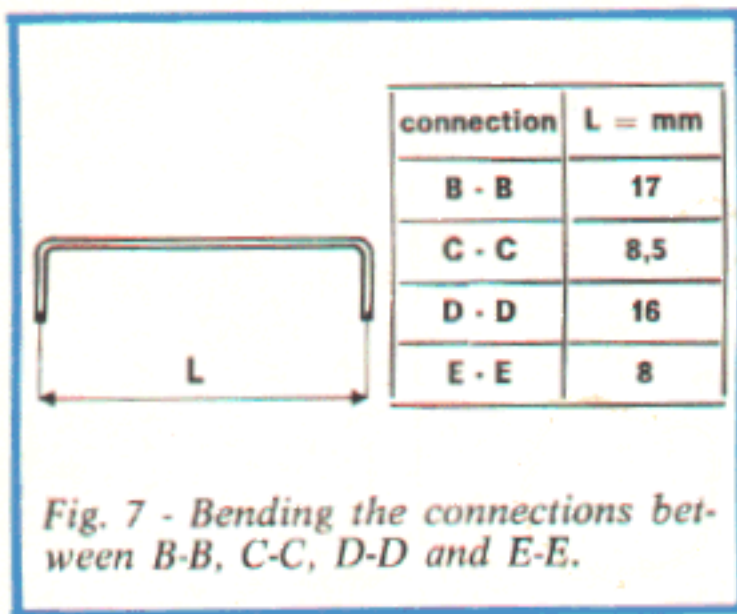 connection L = mm
B - B 17
C - C 8,5
D - D 16
E - E 8
L
Fig. 7 - Bending the connections bet-
ween B-B, C-C, D-D and E-E.